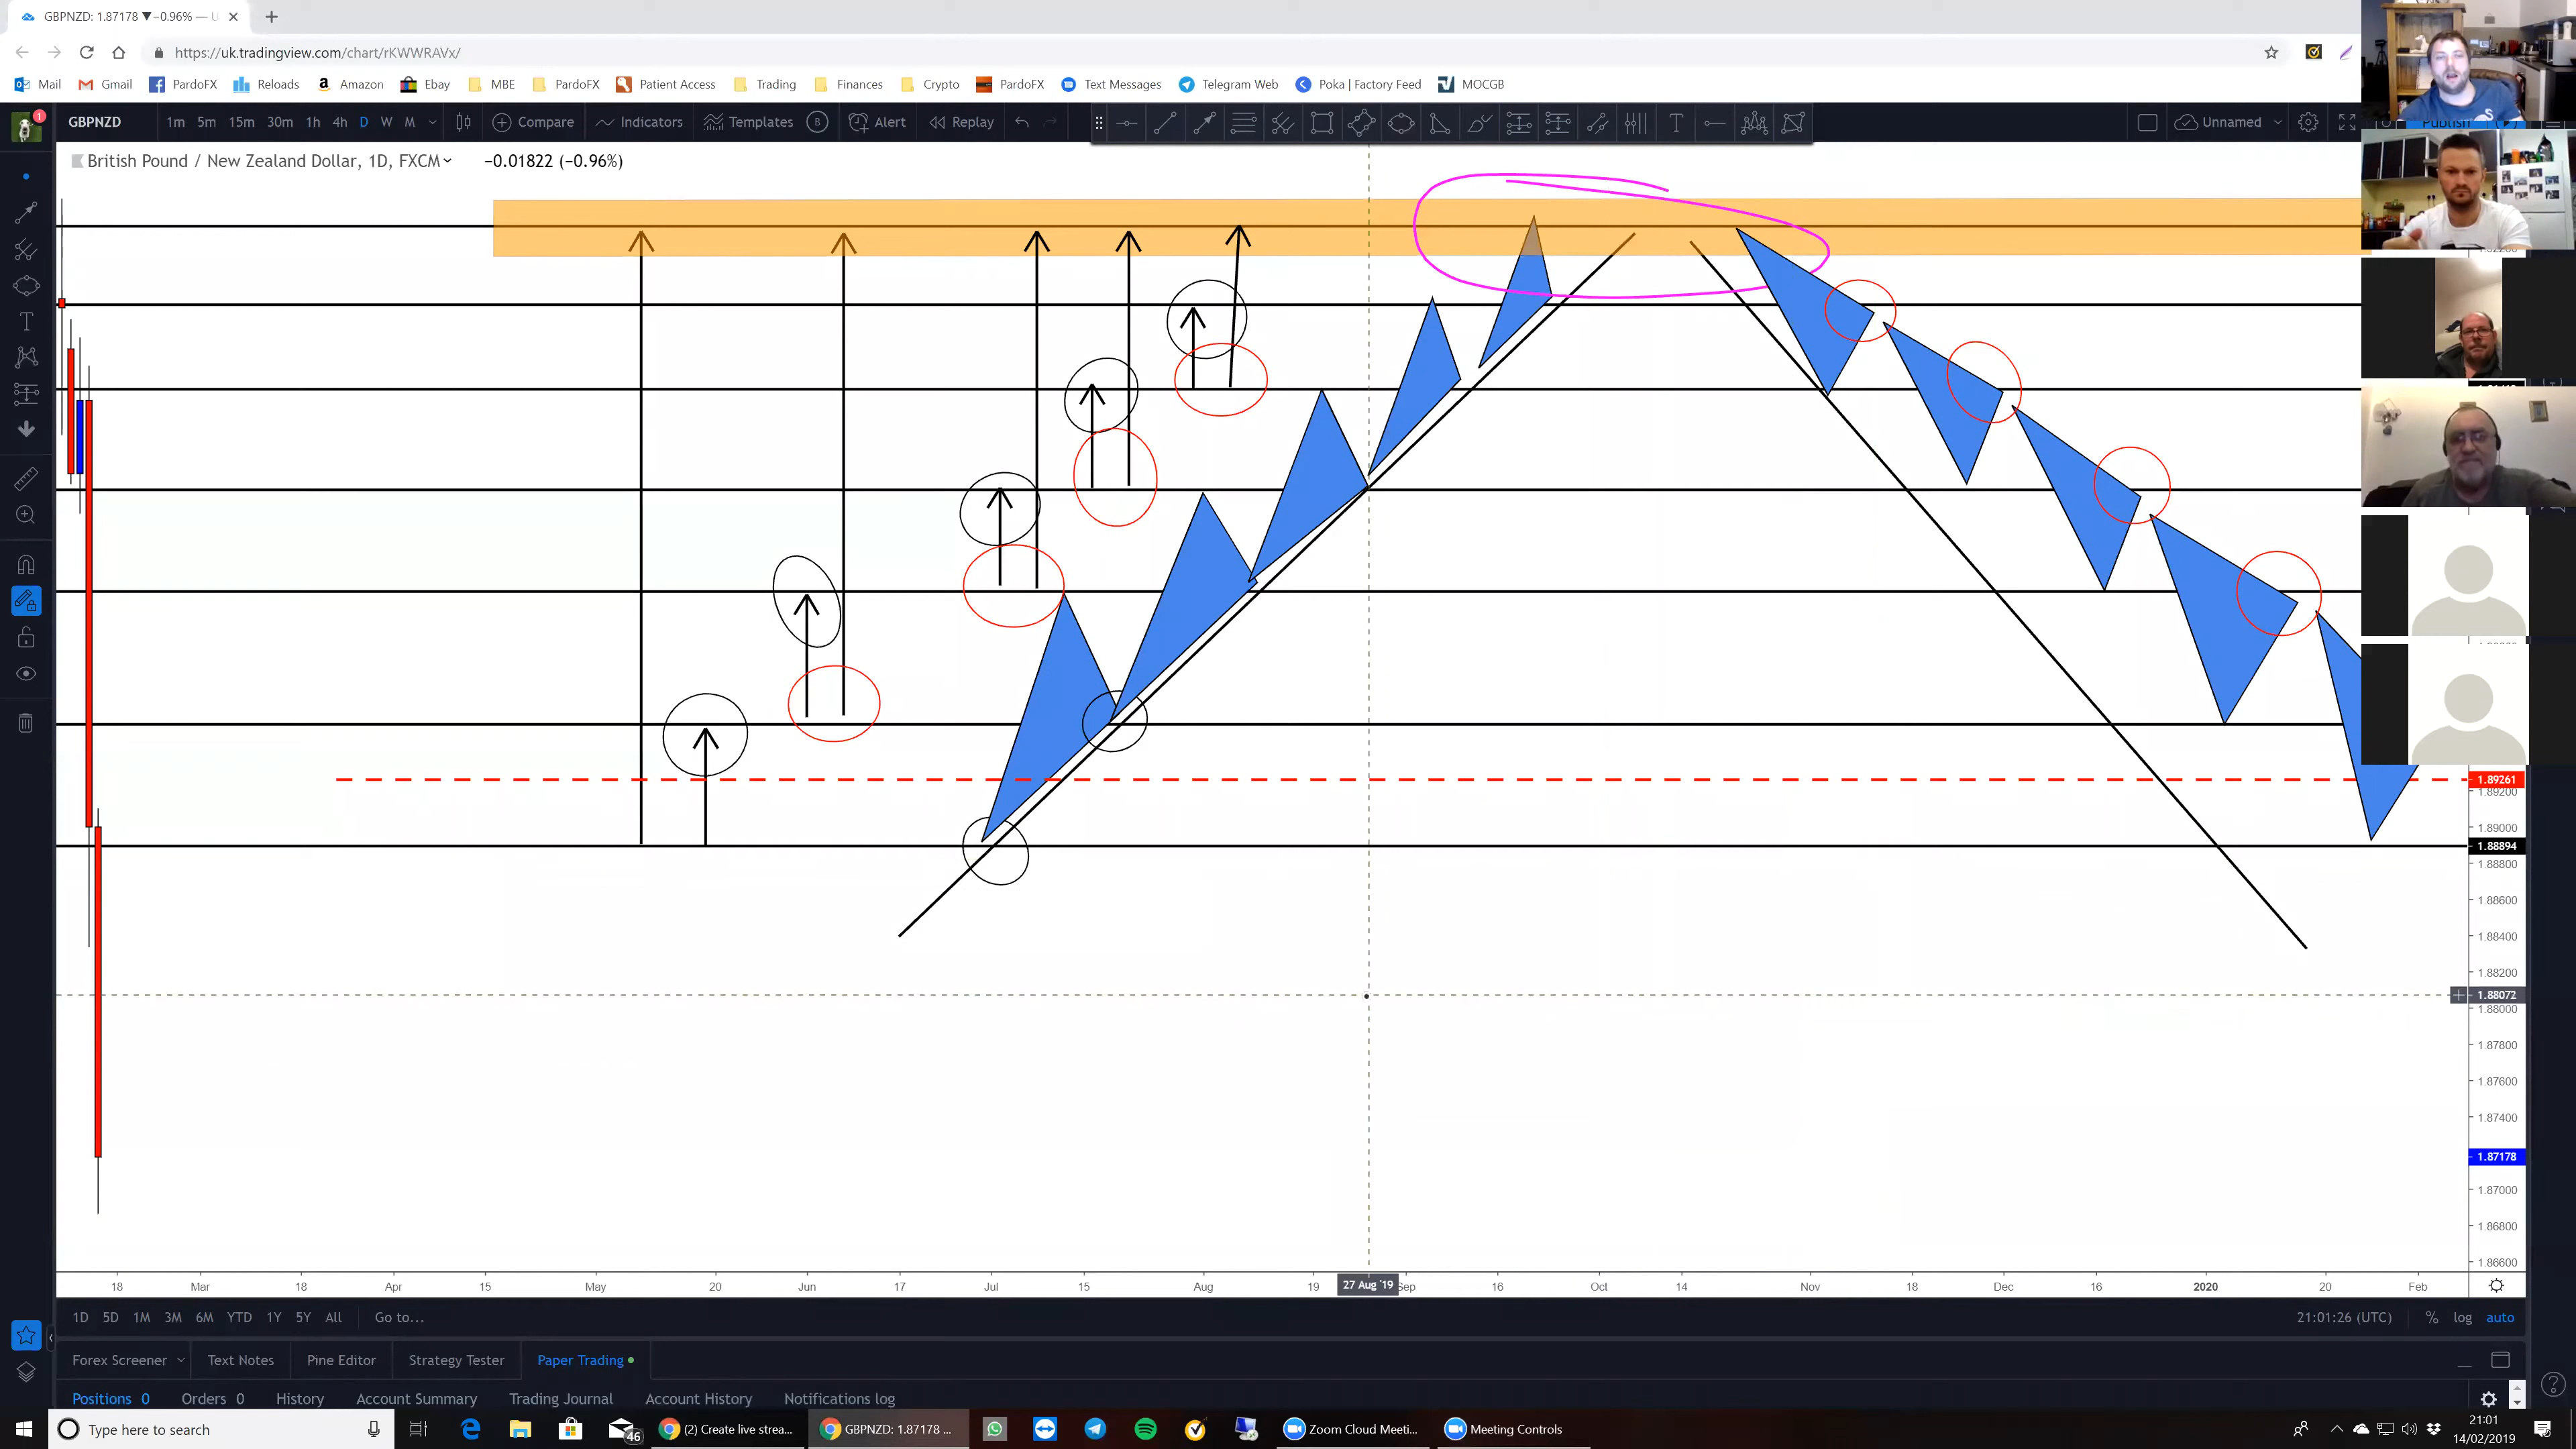 GBPNZD: 1.87178 ▼ −0.96% — U
https://uk.tradingview.com/chart/rKWWRAVx/
Mail Gmail PardoFX Reloads Amazon Ebay MBE PardoFX Patient Access Trading Finances Crypto PardoFX Text Messages Telegram Web Poka | Factory Feed MOCGB
GBPNZD 1m 5m 15m 30m 1h 4h D W M Compare Indicators Templates B Alert Replay T Unnamed Publish
British Pound / New Zealand Dollar, 1D, FXCM −0.01822 (−0.96%)
1.89261
1.89200
1.89000
1.88894
1.88800
1.88600
1.88400
1.88200
1.88072
1.88000
1.87800
1.87600
1.87400
1.87178
1.87000
1.86800
1.86600
18 Mar 18 Apr 15 May 20 Jun 17 Jul 15 Aug 19 27 Aug '19 Sep 16 Oct 14 Nov 18 Dec 16 2020 20 Feb
1D 5D 1M 3M 6M YTD 1Y 5Y All Go to... 21:01:26 (UTC) % log auto
Forex Screener Text Notes Pine Editor Strategy Tester Paper Trading
Positions 0 Orders 0 History Account Summary Trading Journal Account History Notifications log
Type here to search 46 (2) Create live strea... GBPNZD: 1.87178 ... Zoom Cloud Meeti... Meeting Controls 21:01
14/02/2019